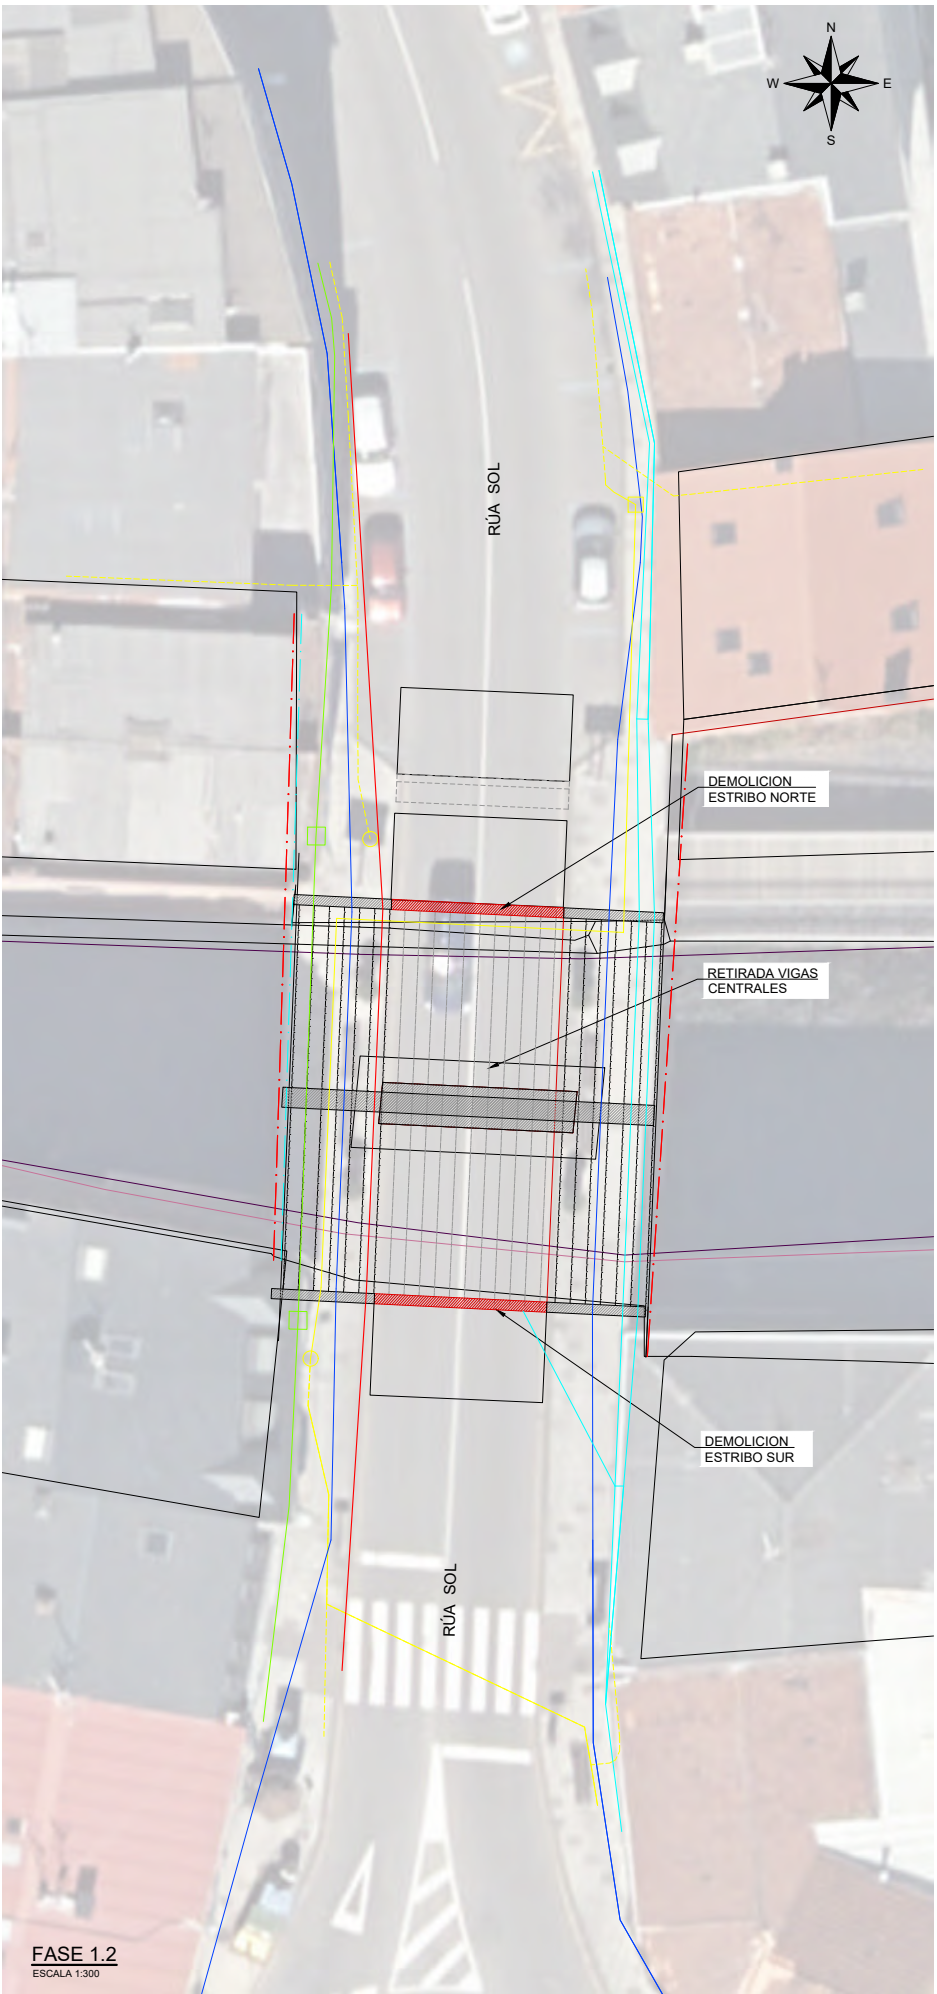 N
W E
S
RÚA SOL
DEMOLICION
ESTRIBO NORTE
RETIRADA VIGAS
CENTRALES
DEMOLICION
ESTRIBO SUR
RÚA SOL
FASE 1.2
ESCALA 1:300